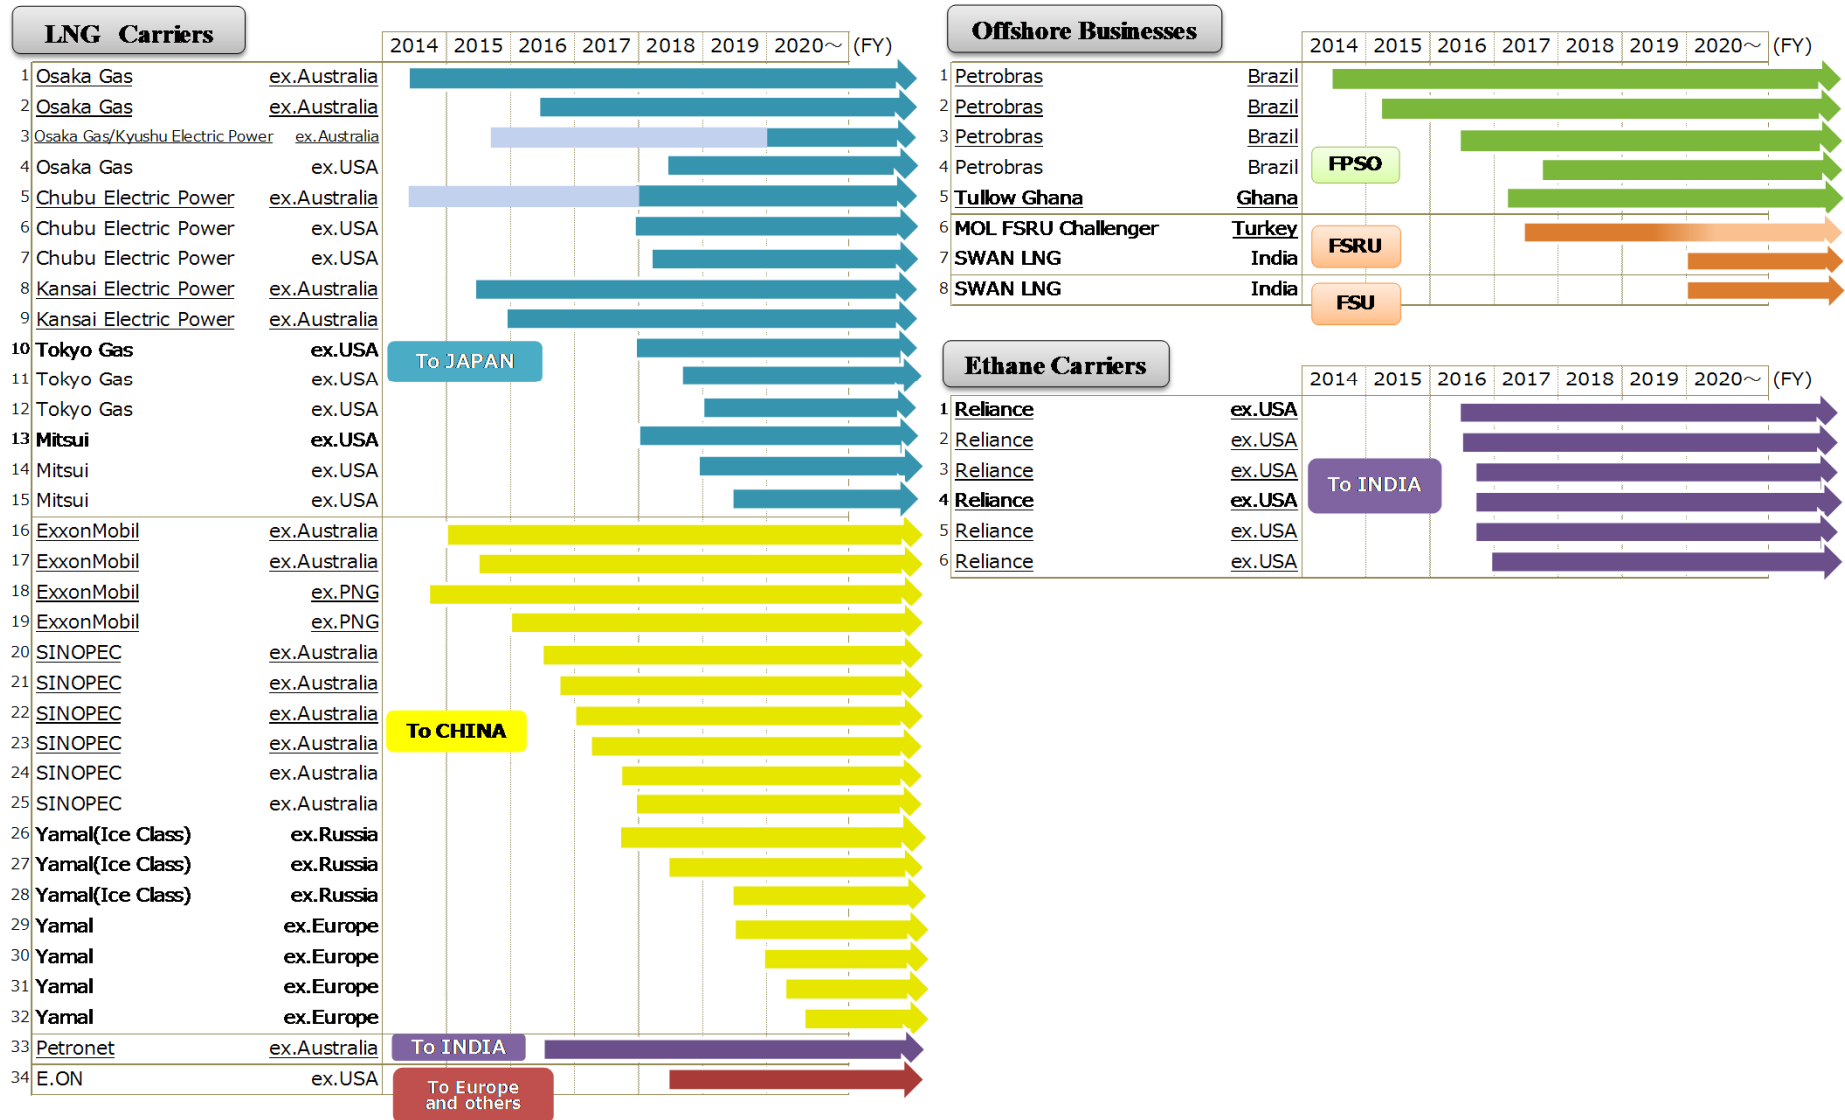 LNG Carriers
2014 2015 2016 2017 2018 2019 2020～ (FY)
1 Osaka Gas ex.Australia
2 Osaka Gas ex.Australia
3 Osaka Gas/Kyushu Electric Power ex.Australia
4 Osaka Gas ex.USA
5 Chubu Electric Power ex.Australia
6 Chubu Electric Power ex.USA
7 Chubu Electric Power ex.USA
8 Kansai Electric Power ex.Australia
9 Kansai Electric Power ex.Australia
10 Tokyo Gas ex.USA
To JAPAN
11 Tokyo Gas ex.USA
12 Tokyo Gas ex.USA
13 Mitsui ex.USA
14 Mitsui ex.USA
15 Mitsui ex.USA
16 ExxonMobil ex.Australia
17 ExxonMobil ex.Australia
18 ExxonMobil ex.PNG
19 ExxonMobil ex.PNG
20 SINOPEC ex.Australia
21 SINOPEC ex.Australia
22 SINOPEC ex.Australia
To CHINA
23 SINOPEC ex.Australia
24 SINOPEC ex.Australia
25 SINOPEC ex.Australia
26 Yamal(Ice Class) ex.Russia
27 Yamal(Ice Class) ex.Russia
28 Yamal(Ice Class) ex.Russia
29 Yamal ex.Europe
30 Yamal ex.Europe
31 Yamal ex.Europe
32 Yamal ex.Europe
33 Petronet ex.Australia To INDIA
34 E.ON ex.USA
To Europe
and others
Offshore Businesses
2014 2015 2016 2017 2018 2019 2020～ (FY)
1 Petrobras Brazil
2 Petrobras Brazil
3 Petrobras Brazil
4 Petrobras Brazil FPSO
5 Tullow Ghana Ghana
6 MOL FSRU Challenger Turkey
FSRU
7 SWAN LNG India
8 SWAN LNG India
FSU
Ethane Carriers
2014 2015 2016 2017 2018 2019 2020～ (FY)
1 Reliance ex.USA
2 Reliance ex.USA
3 Reliance ex.USA
To INDIA
4 Reliance ex.USA
5 Reliance ex.USA
6 Reliance ex.USA